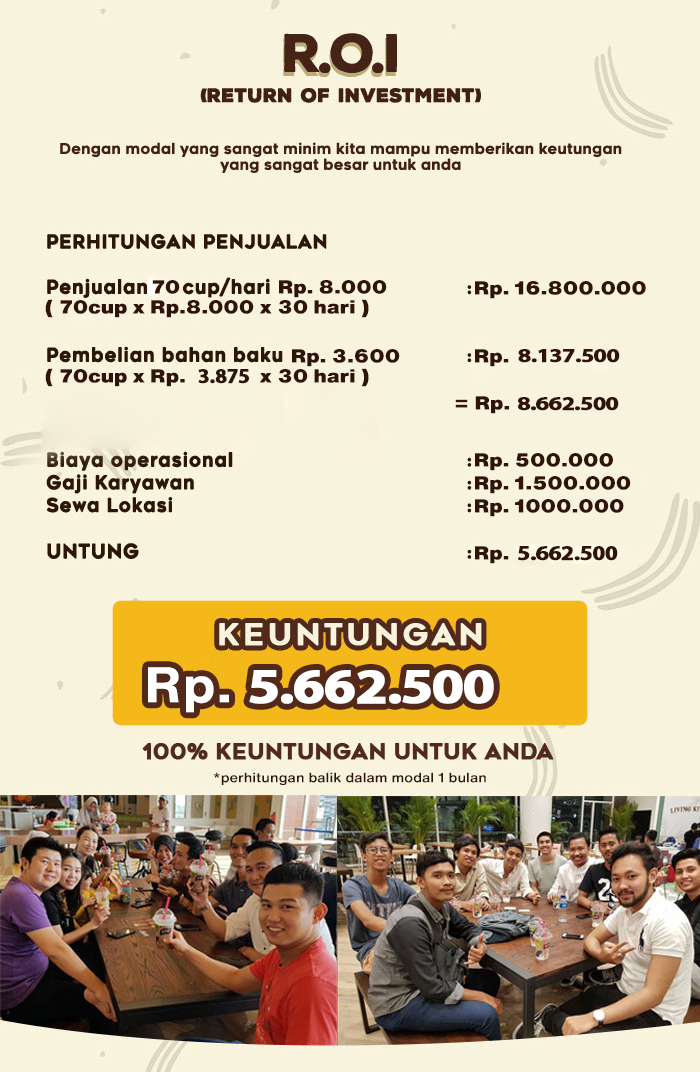 R.O.I
(RETURN OF INVESTMENT)
Dengan modal yang sangat minim kita mampu memberikan keutungan
yang sangat besar untuk anda
PERHITUNGAN PENJUALAN
Penjualan 70 cup/hari Rp. 8.000 :Rp. 16.800.000
( 70cup x Rp.8.000 x 30 hari )
Pembelian bahan baku Rp. 3.600 :Rp. 8.137.500
( 70cup x Rp. 3.875 x 30 hari )
= Rp. 8.662.500
Biaya operasional :Rp. 500.000
Gaji Karyawan :Rp. 1.500.000
Sewa Lokasi :Rp. 1000.000
UNTUNG :Rp. 5.662.500
KEUNTUNGAN
Rp. 5.662.500
100% KEUNTUNGAN UNTUK ANDA
*perhitungan balik dalam modal 1 bulan
LIVING